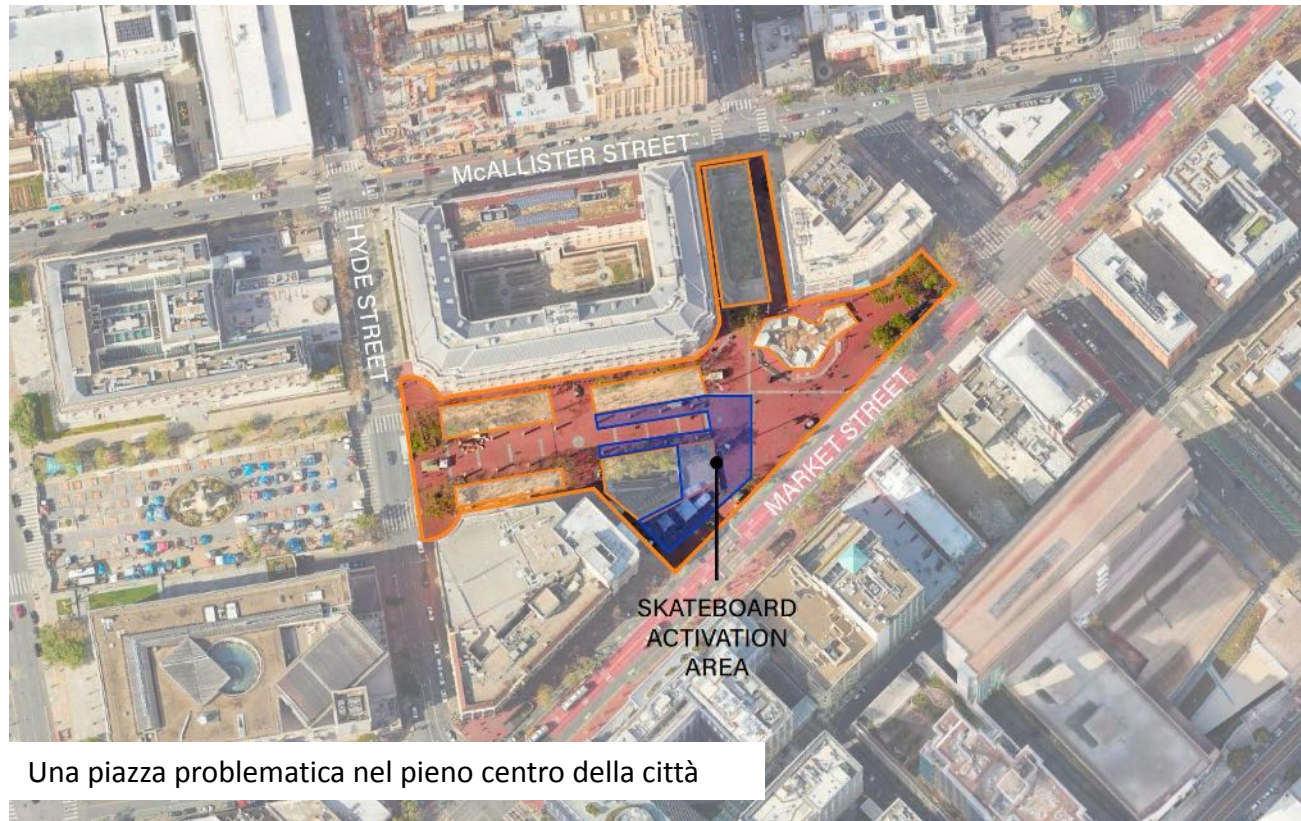 McALLISTER STREET
HYDE STREET
MARKET STREET
SKATEBOARD
ACTIVATION
AREA
Una piazza problematica nel pieno centro della città